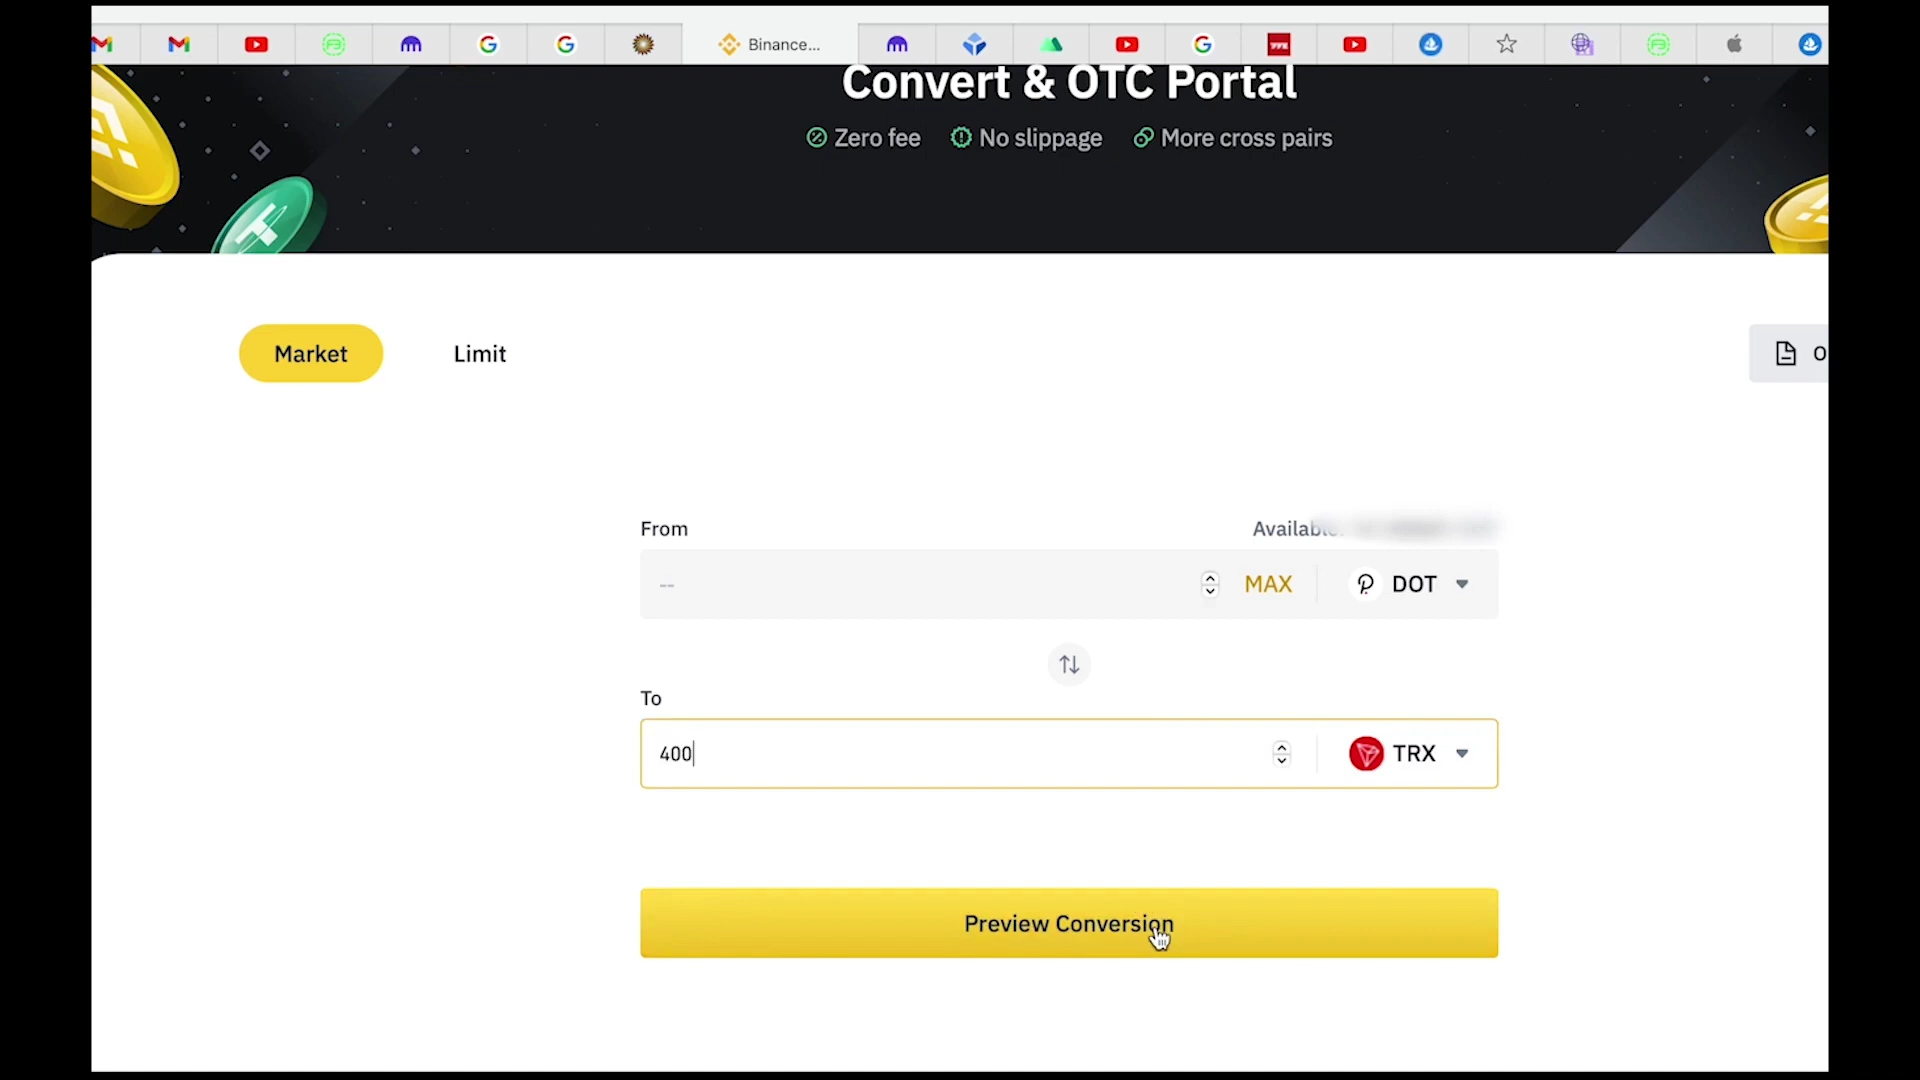 Binance...
Convert & OTC Portal
Zero fee No slippage More cross pairs
Market Limit
From
-- MAX DOT
To
400 TRX
Preview Conversion